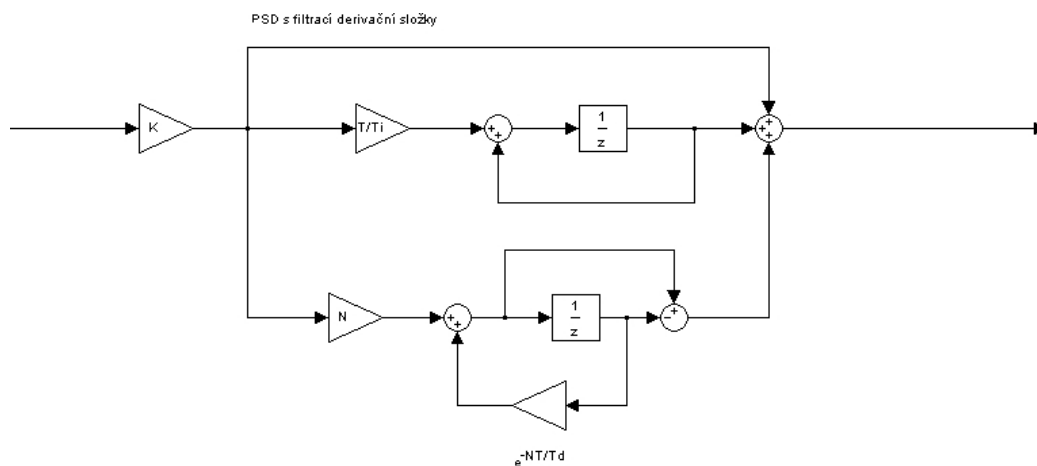 PSD s filtrací derivační složky
K
T/Ti
+
+
1
z
+
+
+
N
+
+
1
z
+
−
e-NT/Td